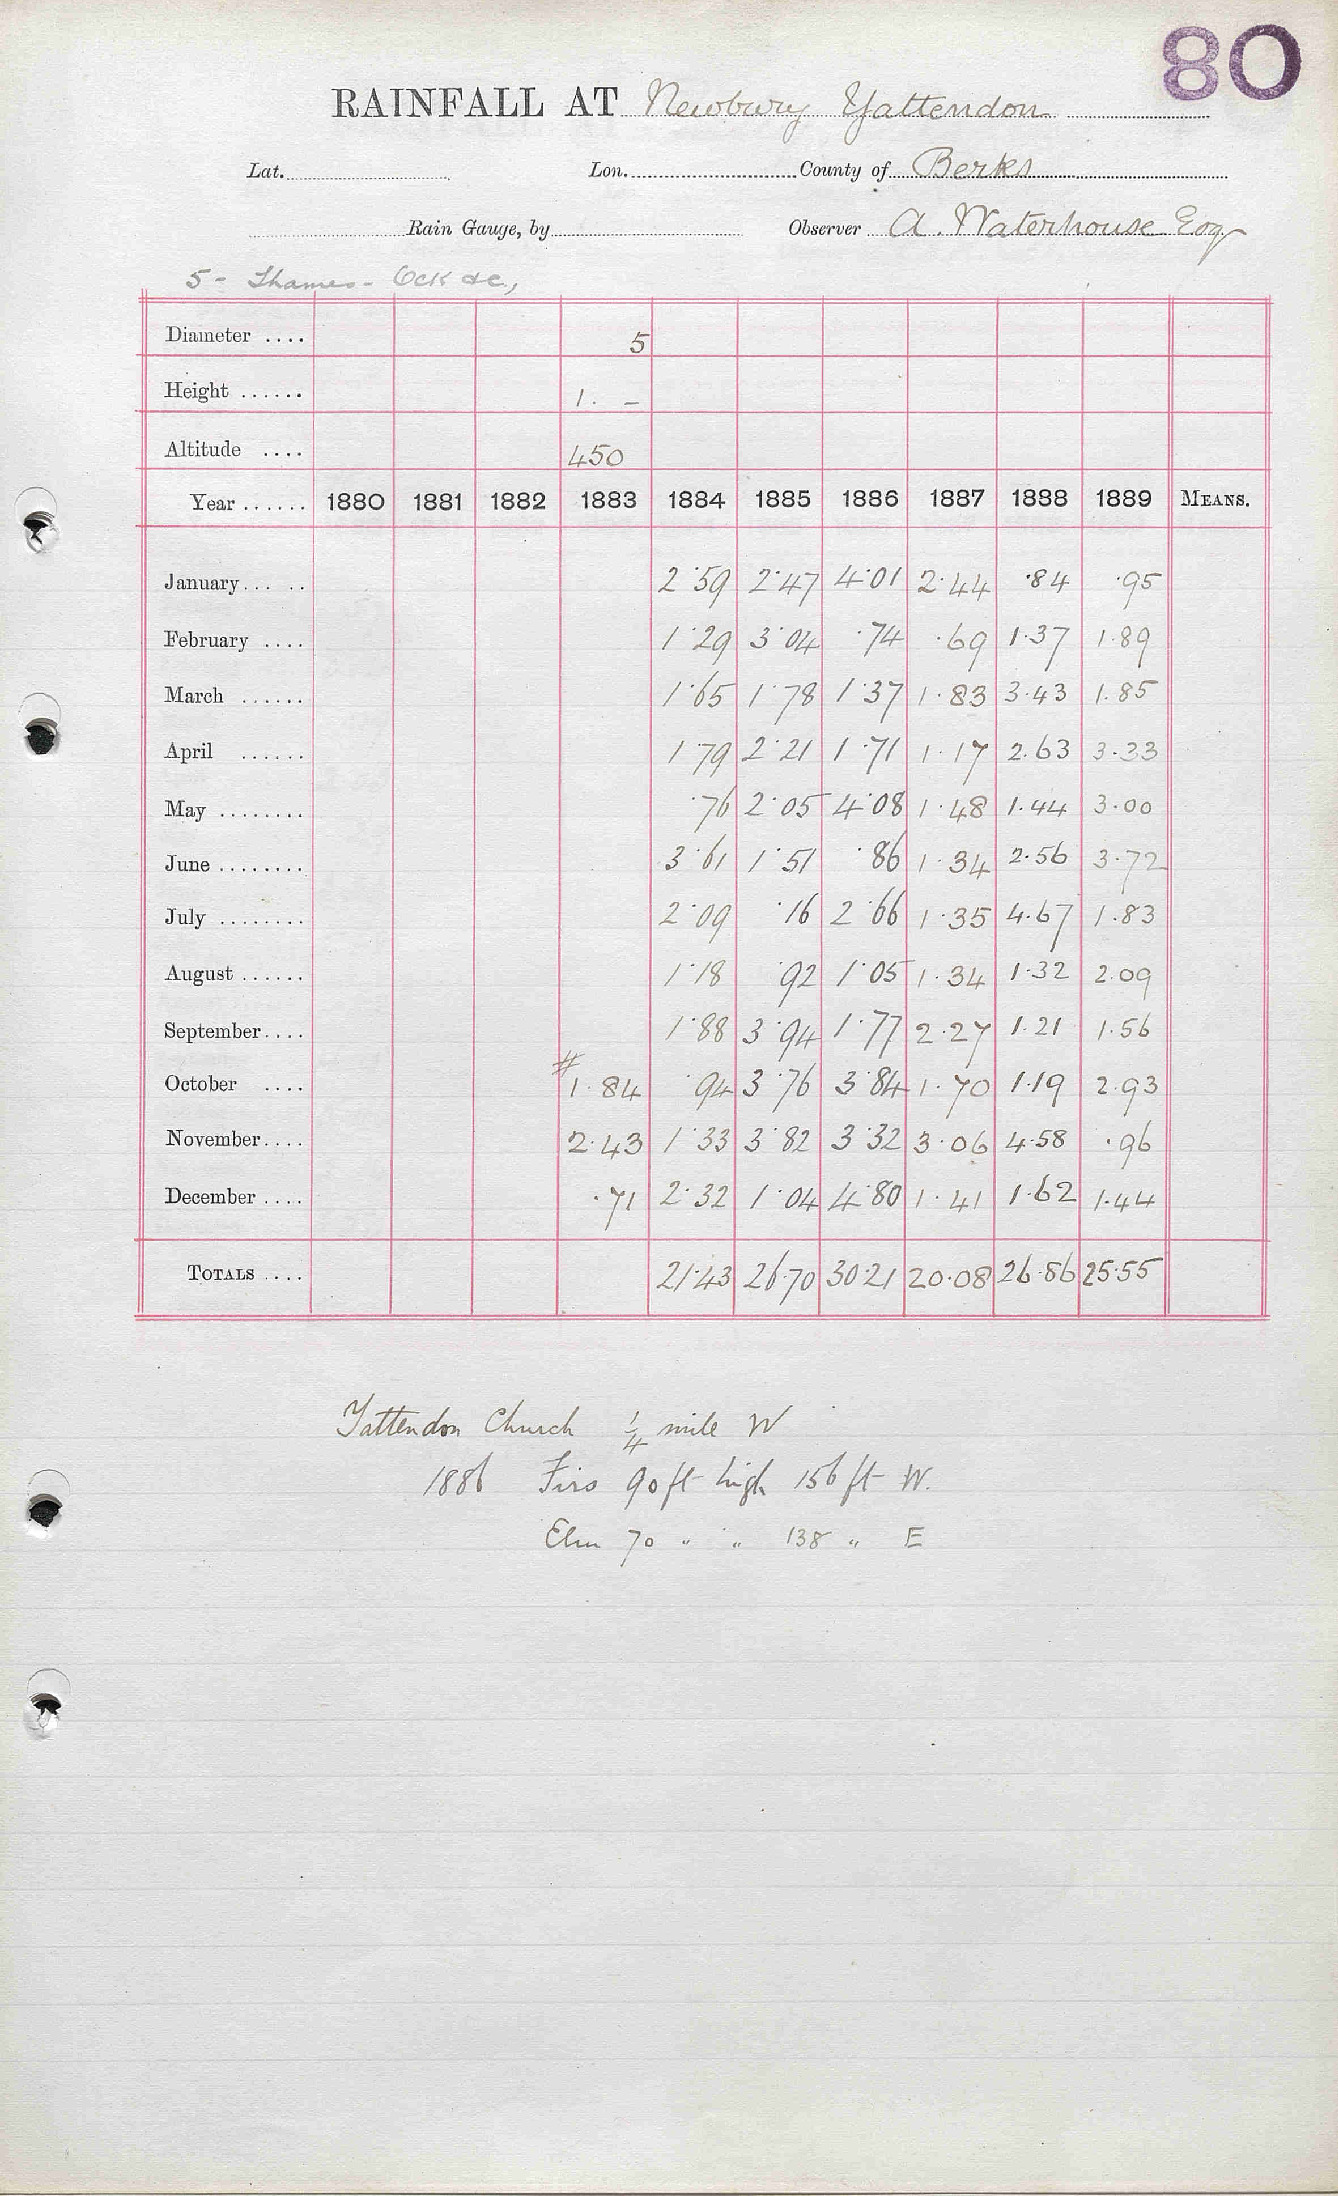 80
RAINFALL AT Newbury Yattendon
Lat. Lon. County of Berks
Rain Gauge, by Observer A. Waterhouse Esq
5 - Thames - Ock &c,
Diameter .... 5
Height ...... 1. -
Altitude .... 450
Year ...... 1880 1881 1882 1883 1884 1885 1886 1887 1888 1889 MEANS.
January... .. 2.59 2.47 4.01 2.44 .84 .95
February .... 1.29 3.04 .74 .69 1.37 1.89
March ...... 1.65 1.78 1.37 1.83 3.43 1.85
April ...... 1.79 2.21 1.71 1.17 2.63 3.33
May ........ .76 2.05 4.08 1.48 1.44 3.00
June ........ 3.61 1.51 .86 1.34 2.56 3.72
July ........ 2.09 .16 2.66 1.35 4.67 1.83
August ...... 1.18 .92 1.05 1.34 1.32 2.09
September.... 1.88 3.94 1.77 2.27 1.21 1.56
October .... #1.84 .94 3.76 3.84 1.70 1.19 2.93
November.... 2.43 1.33 3.82 3.32 3.06 4.58 .96
December .... .71 2.32 1.04 4.80 1.41 1.62 1.44
TOTALS .... 21.43 26.70 30.21 20.08 26.86 25.55
Yattendon Church 1/4 mile W
1886 Firs 90 ft high 156 ft W.
Elm 70 " " 138 " E